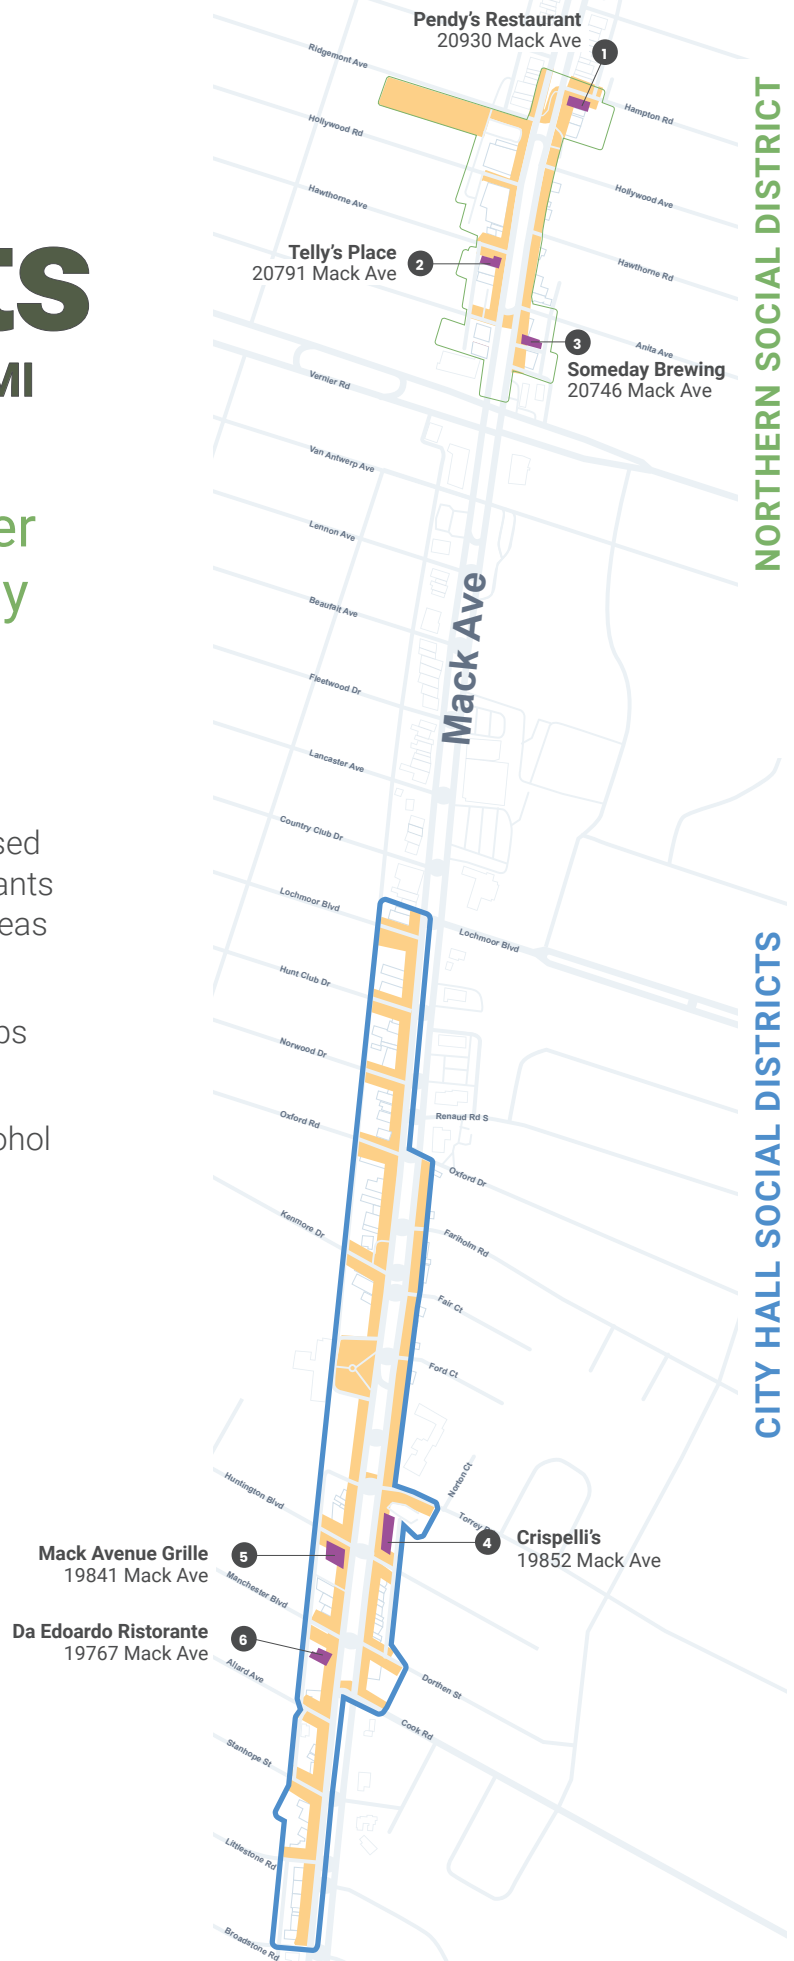 Pendy's Restaurant
20930 Mack Ave
1
Ridgemont Ave
Hampton Rd
Hollywood Rd
Hollywood Ave
Hawthorne Ave
Telly's Place
20791 Mack Ave
2
Hawthorne Rd
3
Anita Ave
Someday Brewing
20746 Mack Ave
NORTHERN SOCIAL DISTRICT
ts
MI
Vernier Rd
Van Antwerp Ave
er
y
Lennon Ave
Beaufait Ave
Mack Ave
Fleetwood Dr
Lancaster Ave
sed
ants
eas
os
ohol
Country Club Dr
Lochmoor Blvd
Lochmoor Blvd
Hunt Club Dr
Norwood Dr
Oxford Rd
Renaud Rd S
Oxford Dr
Kenmore Dr
Fariholm Rd
Fair Ct
Ford Ct
CITY HALL SOCIAL DISTRICTS
Huntington Blvd
Norton Ct
Torrey
4
Crispelli's
19852 Mack Ave
Mack Avenue Grille
19841 Mack Ave
5
Manchester Blvd
Da Edoardo Ristorante
19767 Mack Ave
6
Allard Ave
Dorthen St
Cook Rd
Stanhope St
Littlestone Rd
Broadstone Rd